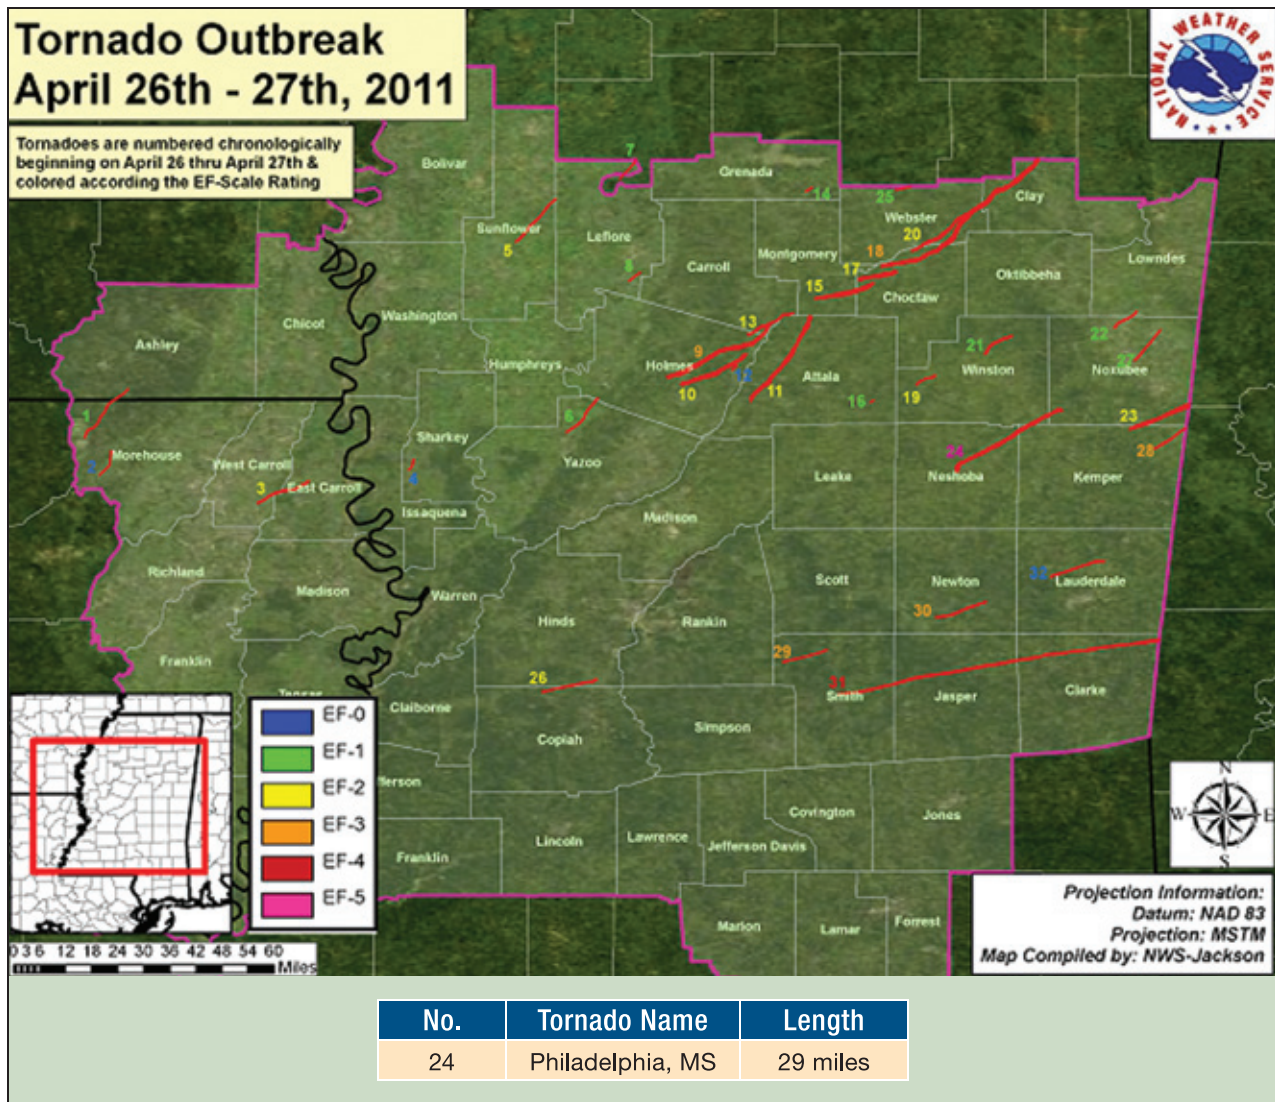 Tornado Outbreak
April 26th - 27th, 2011
Tornadoes are numbered chronologically
beginning on April 26 thru April 27th &
colored according the EF-Scale Rating
NATIONAL WEATHER SERVICE
7
Bolivar
Grenada
14
25
Clay
Sunflower
5
Leflore
Webster
20
18
Montgomery
17
Carroll
8
Lowndes
Oktibbeha
15
Choctaw
Chicot
Washington
13
Ashley
9
Humphreys
Holmes
12
10
11
Attala
21
Winston
22
27
Noxubee
19
16
1
6
23
28
Sharkey
Morehouse
2
West Carroll
3
East Carroll
4
Yazoo
24
Leake
Neshoba
Kemper
Issaquena
Madison
Richland
Madison
Warren
Scott
Newton
32
Lauderdale
30
Hinds
Rankin
29
Franklin
26
31
Smith
Jasper
Clarke
Claiborne
Simpson
Copiah
Covington
Jones
Lincoln
Lawrence
Jefferson Davis
Franklin
Marion
Lamar
Forrest
EF-0
EF-1
EF-2
EF-3
EF-4
EF-5
N
W E
S
0 3 6 12 18 24 30 36 42 48 54 60
Miles
Projection Information:
Datum: NAD 83
Projection: MSTM
Map Compiled by: NWS-Jackson
No. Tornado Name Length
24 Philadelphia, MS 29 miles